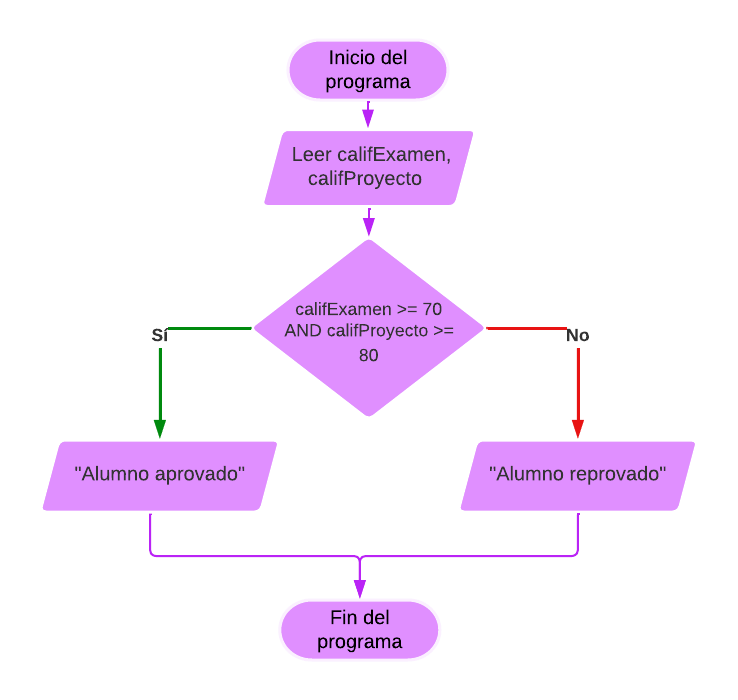 Inicio del
programa
Leer califExamen,
califProyecto
califExamen >= 70
AND califProyecto >=
80
Sí
No
"Alumno aprovado"
"Alumno reprovado"
Fin del
programa